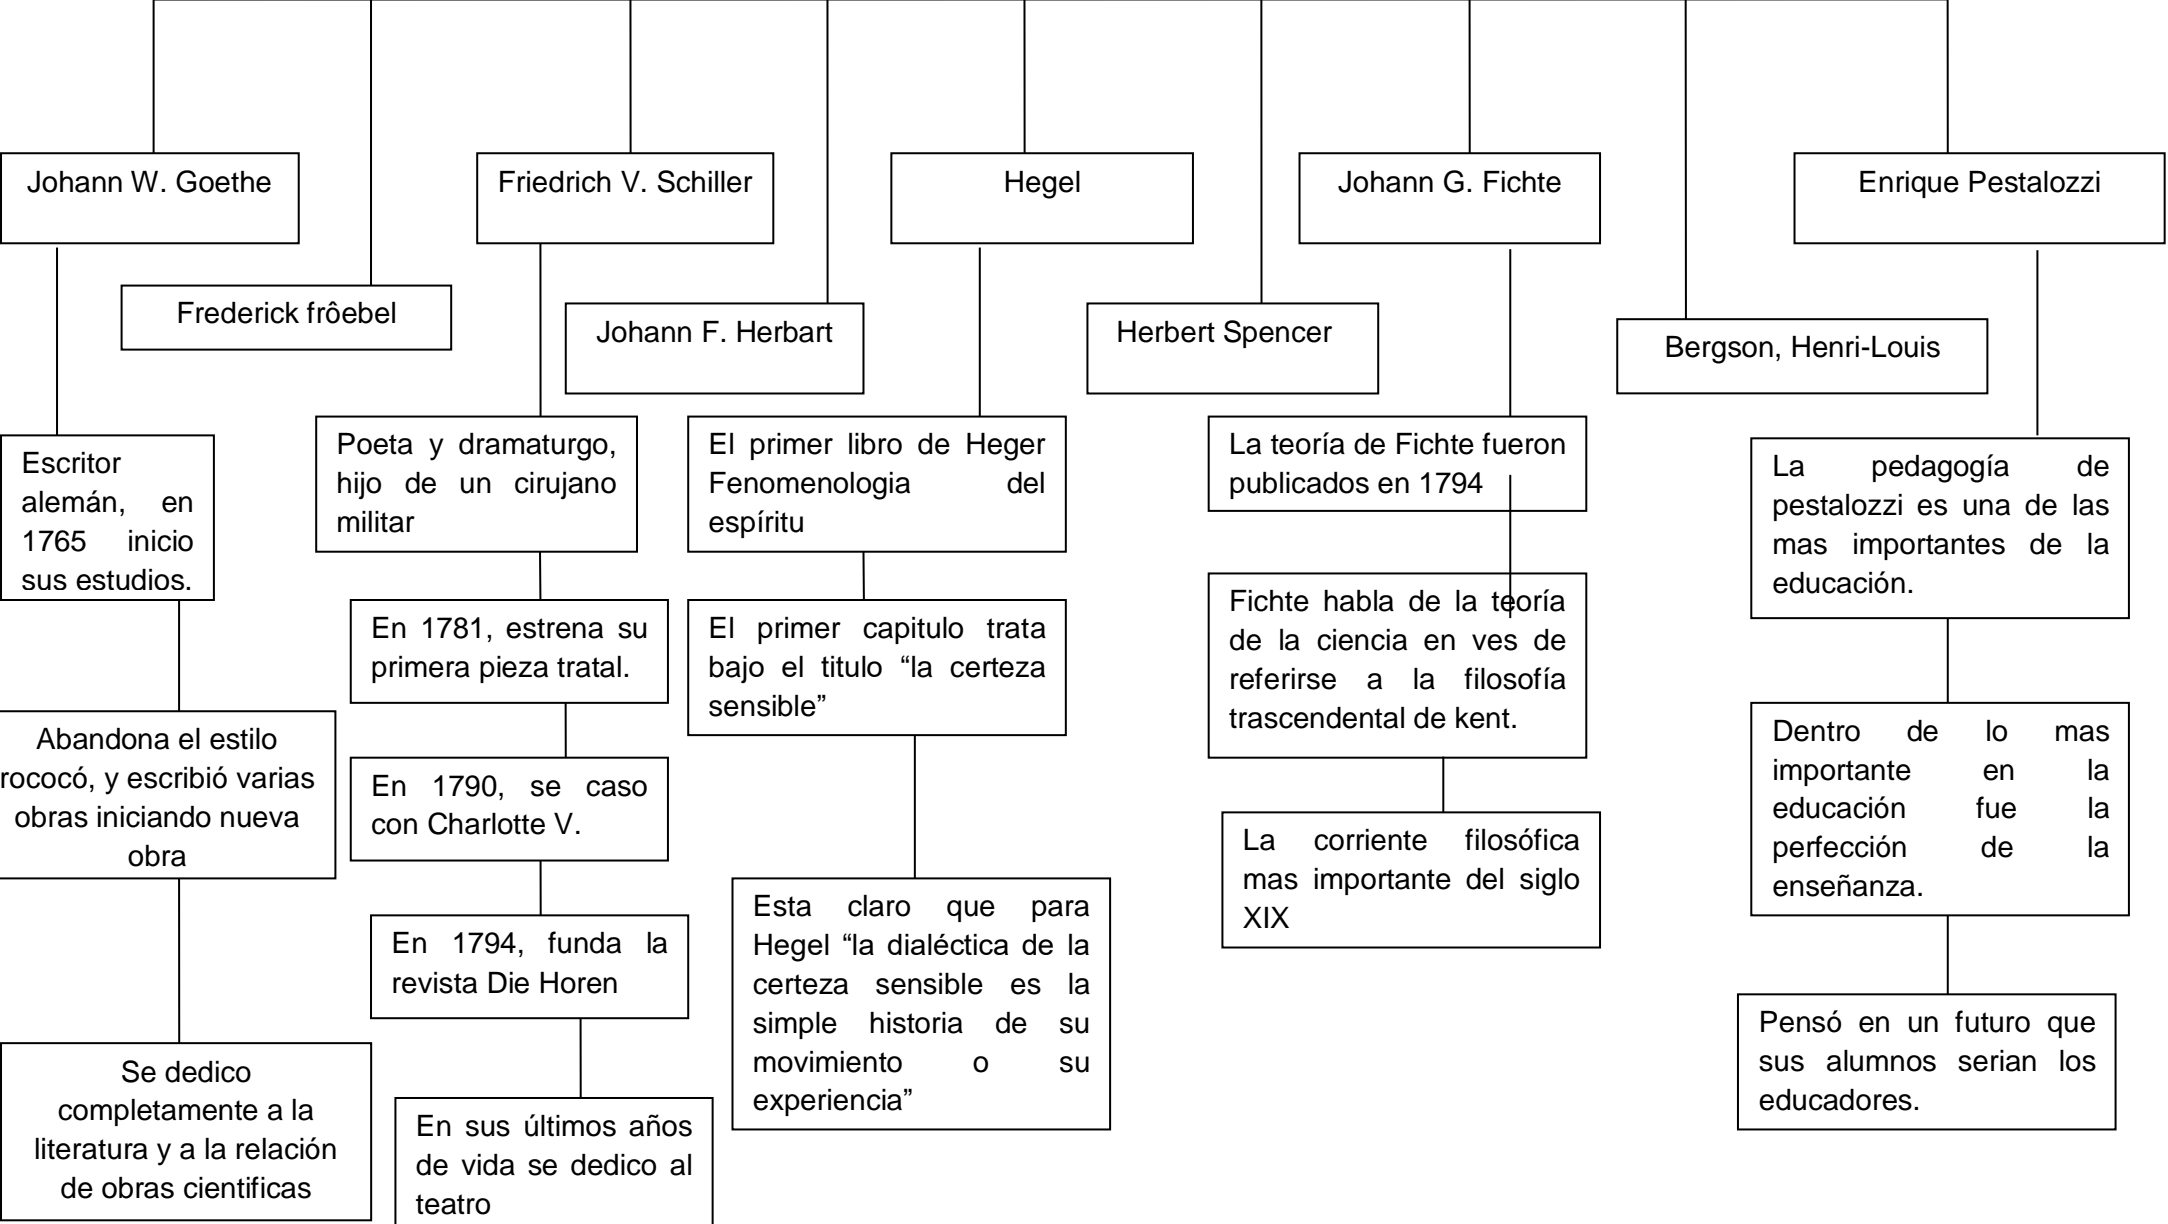 Johann W. Goethe
Friedrich V. Schiller
Hegel
Johann G. Fichte
Enrique Pestalozzi
Frederick frôebel
Johann F. Herbart
Herbert Spencer
Bergson, Henri-Louis
Escritor
alemán, en
1765 inicio
sus estudios.
Abandona el estilo
rococó, y escribió varias
obras iniciando nueva
obra
Se dedico
completamente a la
literatura y a la relación
de obras cientificas
Poeta y dramaturgo,
hijo de un cirujano
militar
En 1781, estrena su
primera pieza tratal.
En 1790, se caso
con Charlotte V.
En 1794, funda la
revista Die Horen
En sus últimos años
de vida se dedico al
teatro
El primer libro de Heger
Fenomenologia del
espíritu
El primer capitulo trata
bajo el titulo “la certeza
sensible”
Esta claro que para
Hegel “la dialéctica de la
certeza sensible es la
simple historia de su
movimiento o su
experiencia”
La teoría de Fichte fueron
publicados en 1794
Fichte habla de la teoría
de la ciencia en ves de
referirse a la filosofía
trascendental de kent.
La corriente filosófica
mas importante del siglo
XIX
La pedagogía de
pestalozzi es una de las
mas importantes de la
educación.
Dentro de lo mas
importante en la
educación fue la
perfección de la
enseñanza.
Pensó en un futuro que
sus alumnos serian los
educadores.